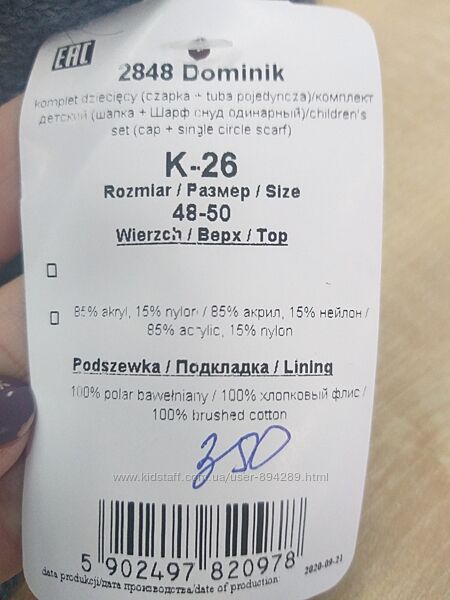 EAC
2848 Dominik
komplet dziecięcy (czapka + tuba pojedyncza)/комплект
детский (шапка + Шарф снуд одинарный)/children's
set (cap + single circle scarf)
K-26
Rozmiar / Размер / Size
48-50
Wierzch / Верх / Top
85% akryl, 15% nylon / 85% акрил, 15% нейлон /
85% acrylic, 15% nylon
Podszewka / Подкладка / Lining
100% polar bawełniany / 100% хлопковый флис /
100% brushed cotton
350
www.kidstaff.com.ua/user-894289.html
5 902497 820978
2020-09-21
data produkcji/дата производства/date of production